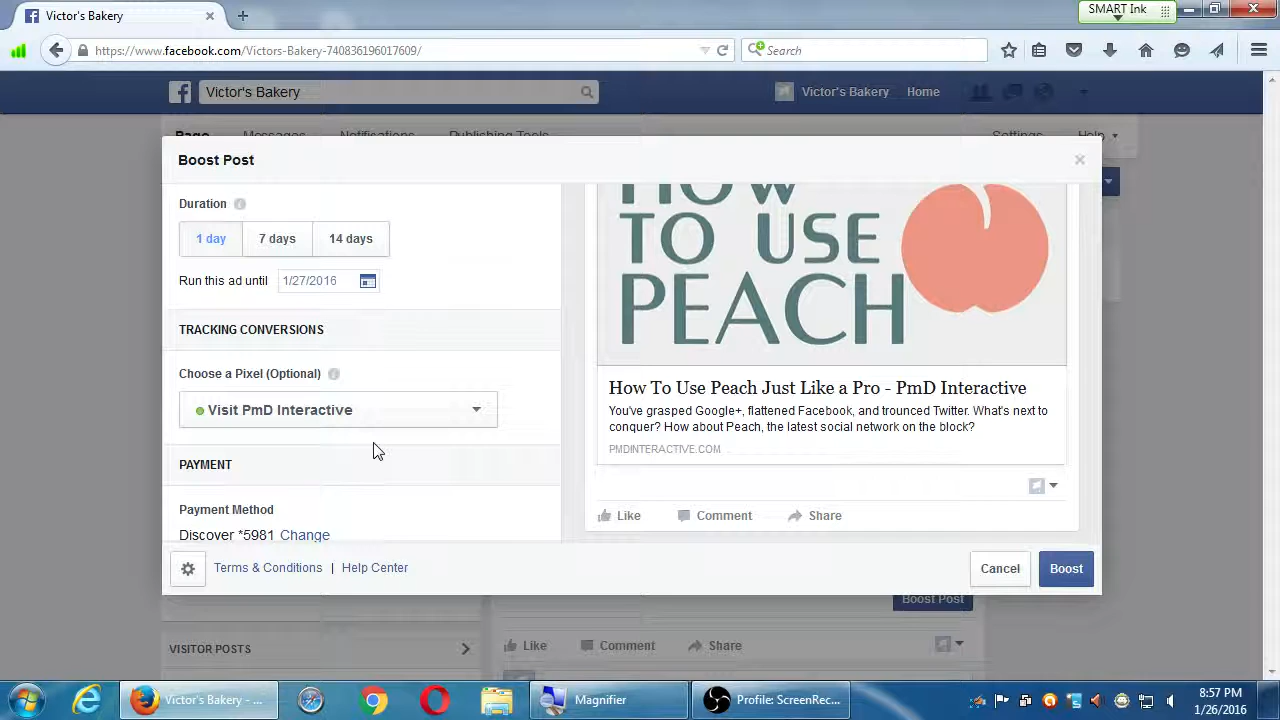 Victor's Bakery
SMART Ink
https://www.facebook.com/Victors-Bakery-740836196017609/
Search
Victor's Bakery
Victor's Bakery Home
Page Messages Notifications Publishing Tools Settings Help
Boost Post
Duration
1 day 7 days 14 days
Run this ad until 1/27/2016
TRACKING CONVERSIONS
Choose a Pixel (Optional)
Visit PmD Interactive
PAYMENT
Payment Method
Discover *5981 Change
HOW
TO USE
PEACH
How To Use Peach Just Like a Pro - PmD Interactive
You've grasped Google+, flattened Facebook, and trounced Twitter. What's next to
conquer? How about Peach, the latest social network on the block?
PMDINTERACTIVE.COM
Like Comment Share
Terms & Conditions | Help Center
Cancel Boost
Boost Post
VISITOR POSTS
Like Comment Share
Victor's Bakery - ...
Magnifier
Profile: ScreenRec...
8:57 PM
1/26/2016